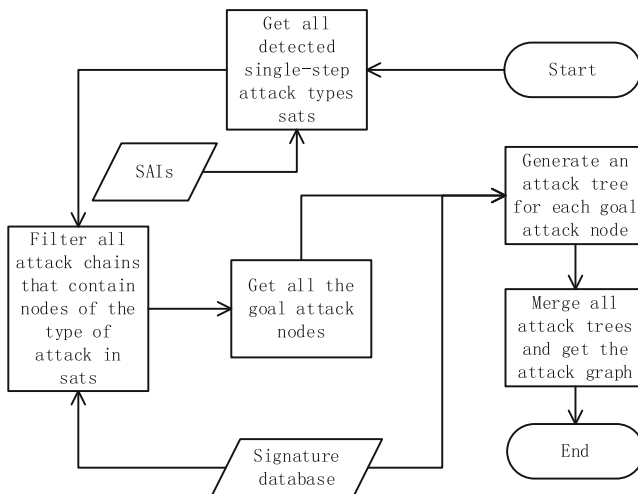 Get all
detected
single-step
attack types
sats
Start
SAIs
Generate an
attack tree
for each goal
attack node
Filter all
attack chains
that contain
nodes of the
type of
attack in
sats
Get all the
goal attack
nodes
Merge all
attack trees
and get the
attack graph
Signature
database
End